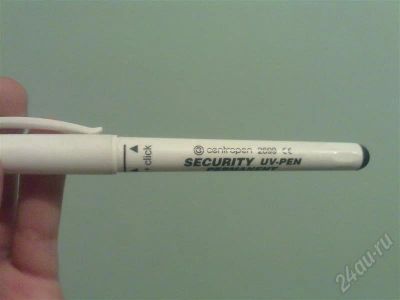 centropen 2699 CE
SECURITY UV-PEN
PERMANENT
+ click
24au.ru